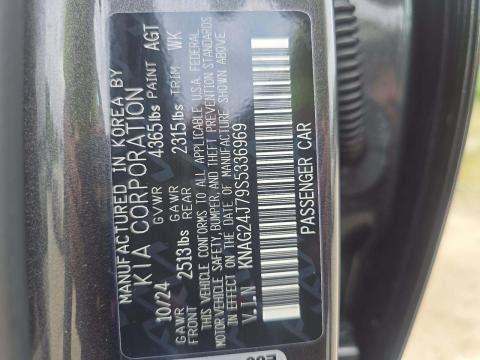 MANUFACTURED IN KOREA BY
KIA CORPORATION
10/24 GVWR 4365lbs PAINT AGT
GAWR FRONT 2513lbs GAWR REAR 2315lbs TRIM WK
THIS VEHICLE CONFORMS TO ALL APPLICABLE U.S.A. FEDERAL
MOTOR VEHICLE SAFETY, BUMPER, AND THEFT PREVENTION STANDARDS
IN EFFECT ON THE DATE OF MANUFACTURE SHOWN ABOVE
V.I.N KNAG24J79S5336969
PASSENGER CAR